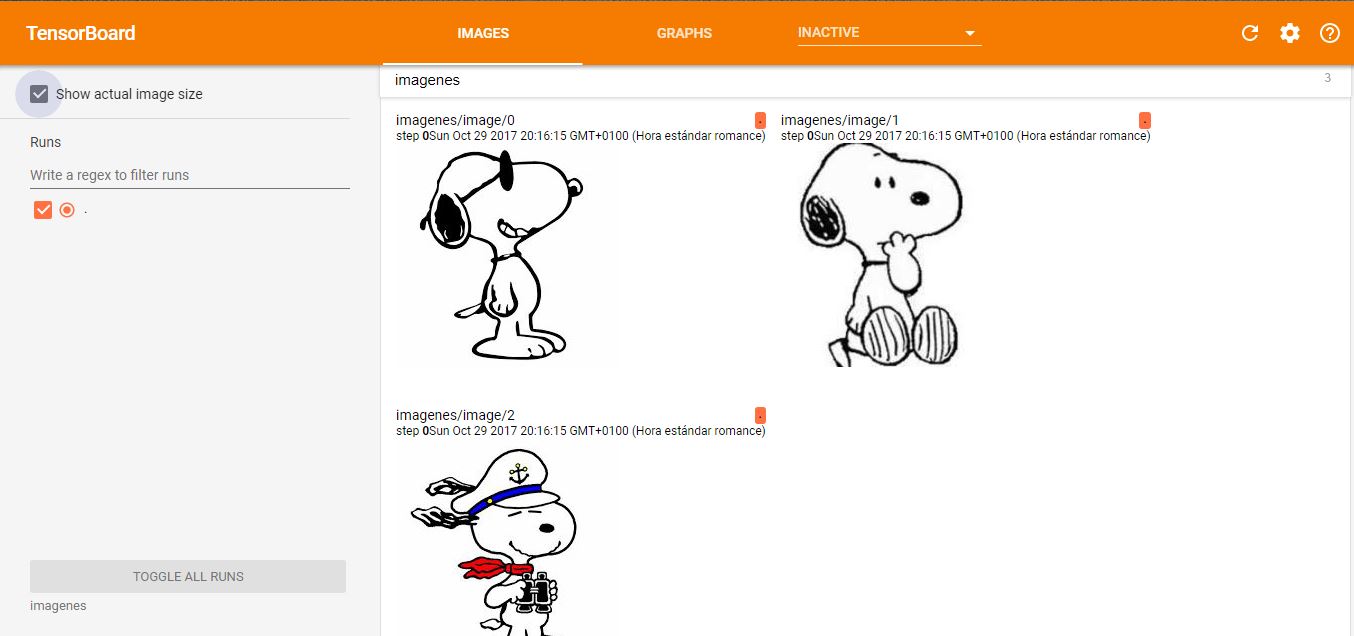 TensorBoard
IMAGES
GRAPHS
INACTIVE
Show actual image size
Runs
Write a regex to filter runs
.
TOGGLE ALL RUNS
imagenes
imagenes
3
imagenes/image/0
.
step 0Sun Oct 29 2017 20:16:15 GMT+0100 (Hora estándar romance)
imagenes/image/1
.
step 0Sun Oct 29 2017 20:16:15 GMT+0100 (Hora estándar romance)
imagenes/image/2
.
step 0Sun Oct 29 2017 20:16:15 GMT+0100 (Hora estándar romance)